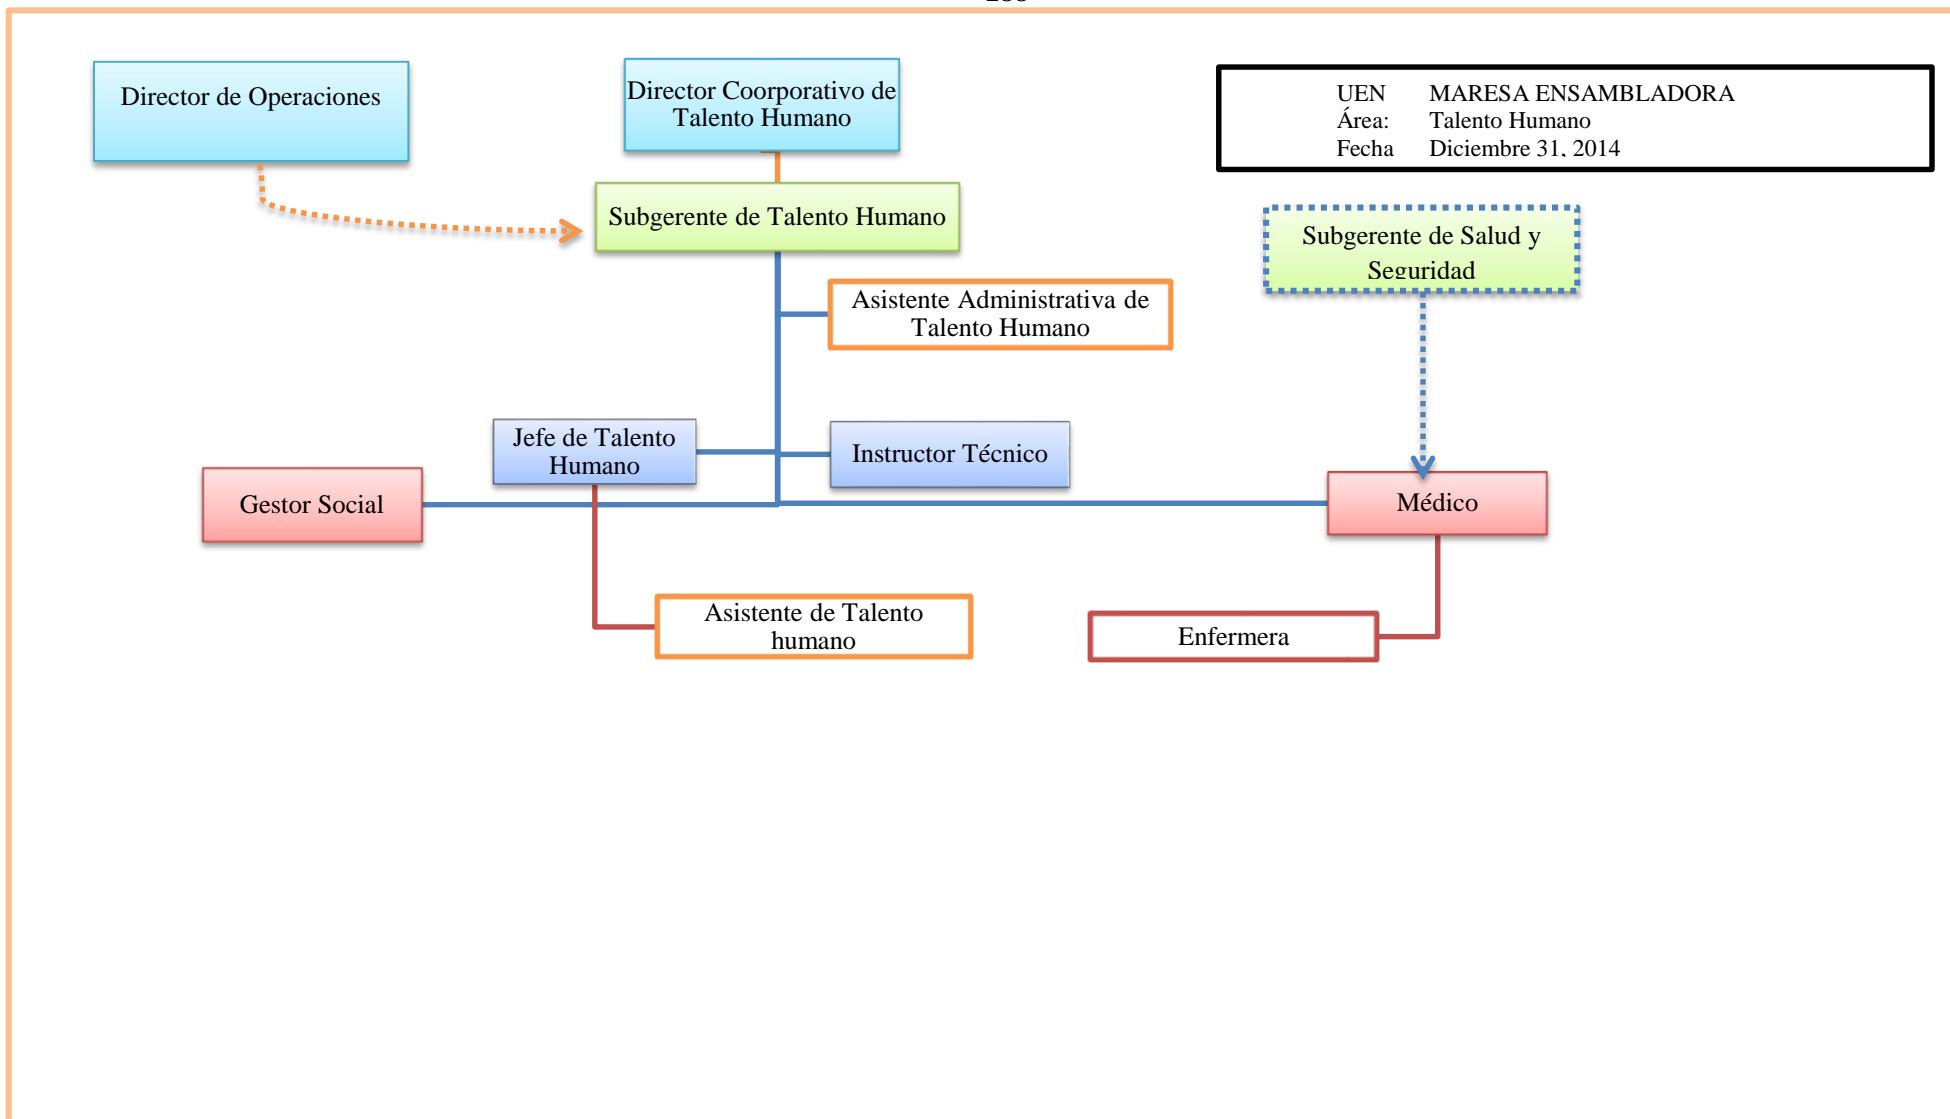 Director de Operaciones
Director Coorporativo de
Talento Humano
UEN MARESA ENSAMBLADORA
Área: Talento Humano
Fecha Diciembre 31, 2014
Subgerente de Talento Humano
Subgerente de Salud y
Seguridad
Asistente Administrativa de
Talento Humano
Jefe de Talento
Humano
Instructor Técnico
Gestor Social
Médico
Asistente de Talento
humano
Enfermera